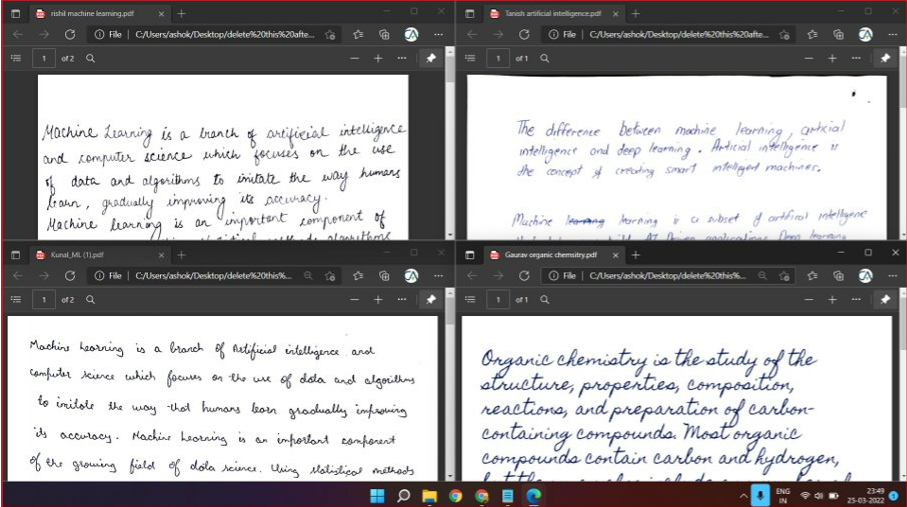 rishil machine learning.pdf
File | C:/Users/ashok/Desktop/delete%20this%20afte...
1 of 2
Machine Learning is a branch of artificial intelligence
and computer science which focuses on the use
of data and algorithms to imitate the way humans
learn, gradually improving its accuracy.
Machine learning is an important component of
Tanish artificial intelligence.pdf
File | C:/Users/ashok/Desktop/delete%20this%20afte...
1 of 1
The difference between machine learning, articial
intelligence and deep learning. Articial intelligence is
the concept of creating smart intelligent machines.
Machine learning is a subset of artifical intelligene
Kunal_ML (1).pdf
File | C:/Users/ashok/Desktop/delete%20this%...
1 of 2
Machine Learning is a branch of Artificial intelligence and
computer science which focuses on the use of data and algorithms
to imitate the way that humans learn gradually improving
its accuracy. Machine Learning is an important component
of the growing field of data science. Using statistical methods
Gaurav organic chemsitry.pdf
File | C:/Users/ashok/Desktop/delete%20this%20...
1 of 1
Organic chemistry is the study of the
structure, properties, composition,
reactions, and preparation of carbon-
containing compounds. Most organic
compounds contain carbon and hydrogen,
ENG
IN
23:49
25-03-2022